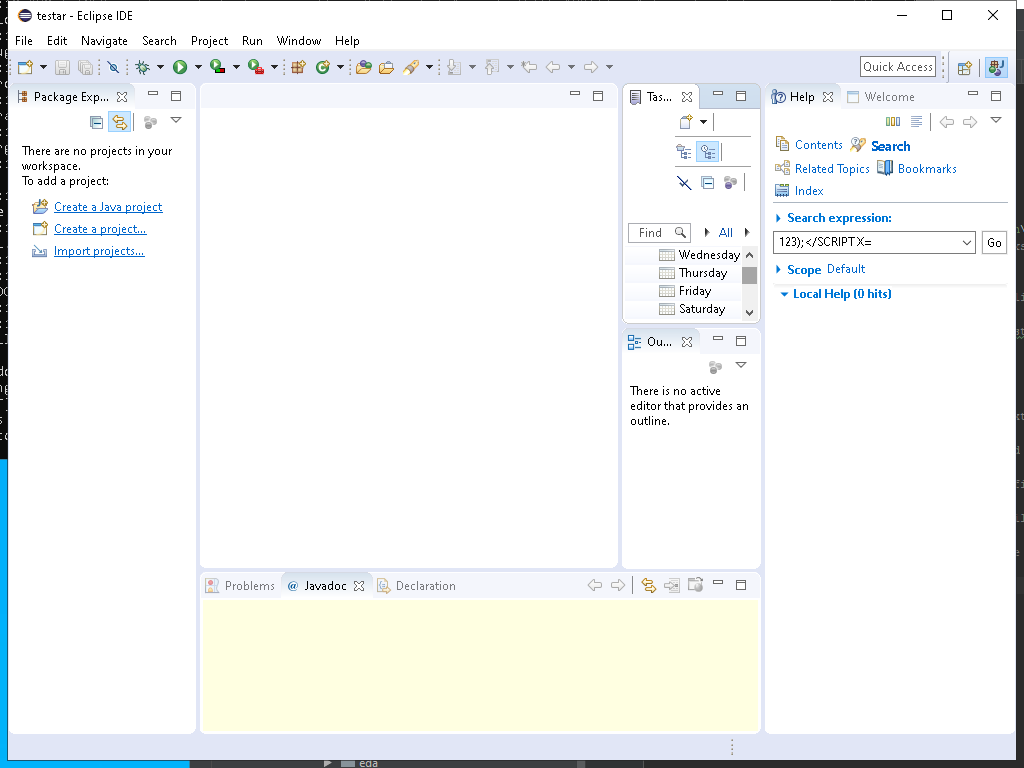 testar - Eclipse IDE
File Edit Navigate Search Project Run Window Help
Quick Access
Package Exp...
There are no projects in your
workspace.
To add a project:
Create a Java project
Create a project...
Import projects...
Tas...
Find
All
Wednesday
Thursday
Friday
Saturday
Ou...
There is no active
editor that provides an
outline.
Help Welcome
Contents Search
Related Topics Bookmarks
Index
Search expression:
123);</SCRIPT X=
Go
Scope Default
Local Help (0 hits)
Problems @ Javadoc Declaration
eda